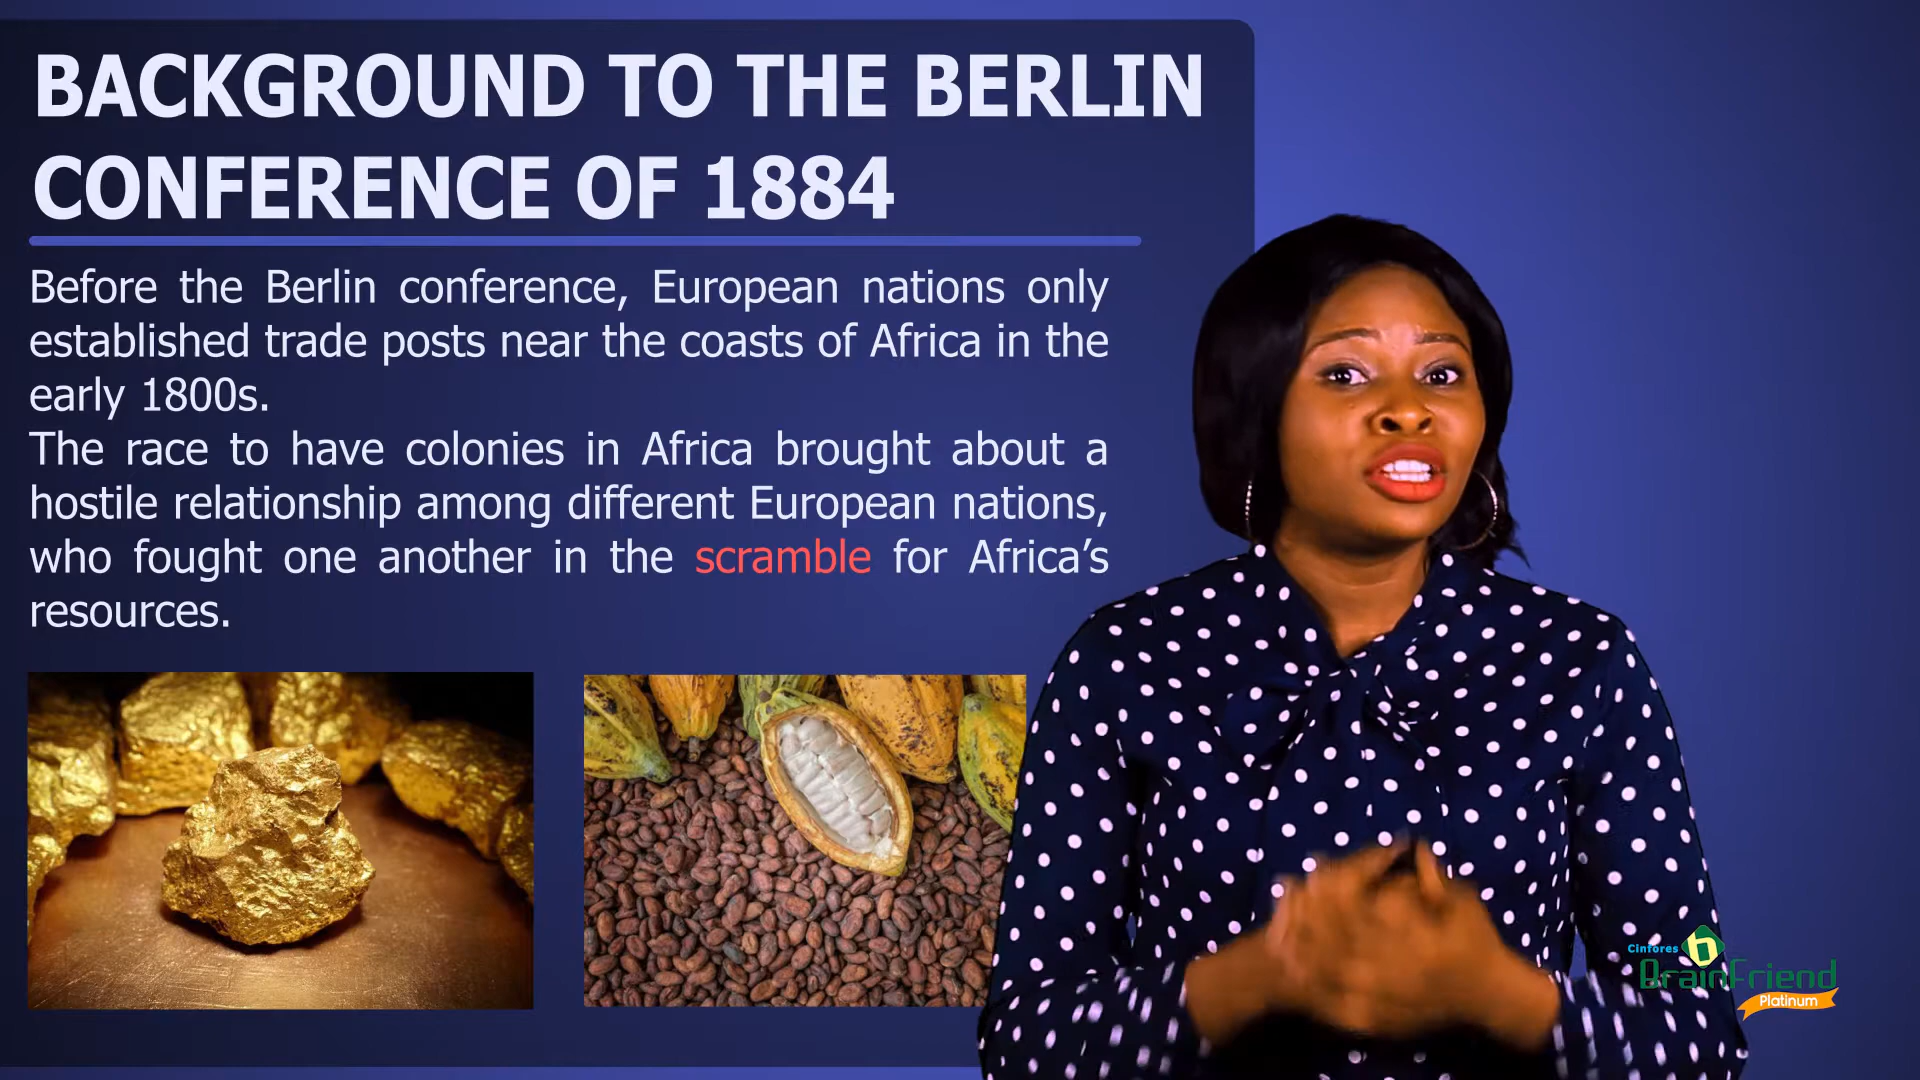 BACKGROUND TO THE BERLIN
CONFERENCE OF 1884
Before the Berlin conference, European nations only
established trade posts near the coasts of Africa in the
early 1800s.
The race to have colonies in Africa brought about a
hostile relationship among different European nations,
who fought one another in the scramble for Africa’s
resources.
Cinfores
BrainFriend
Platinum